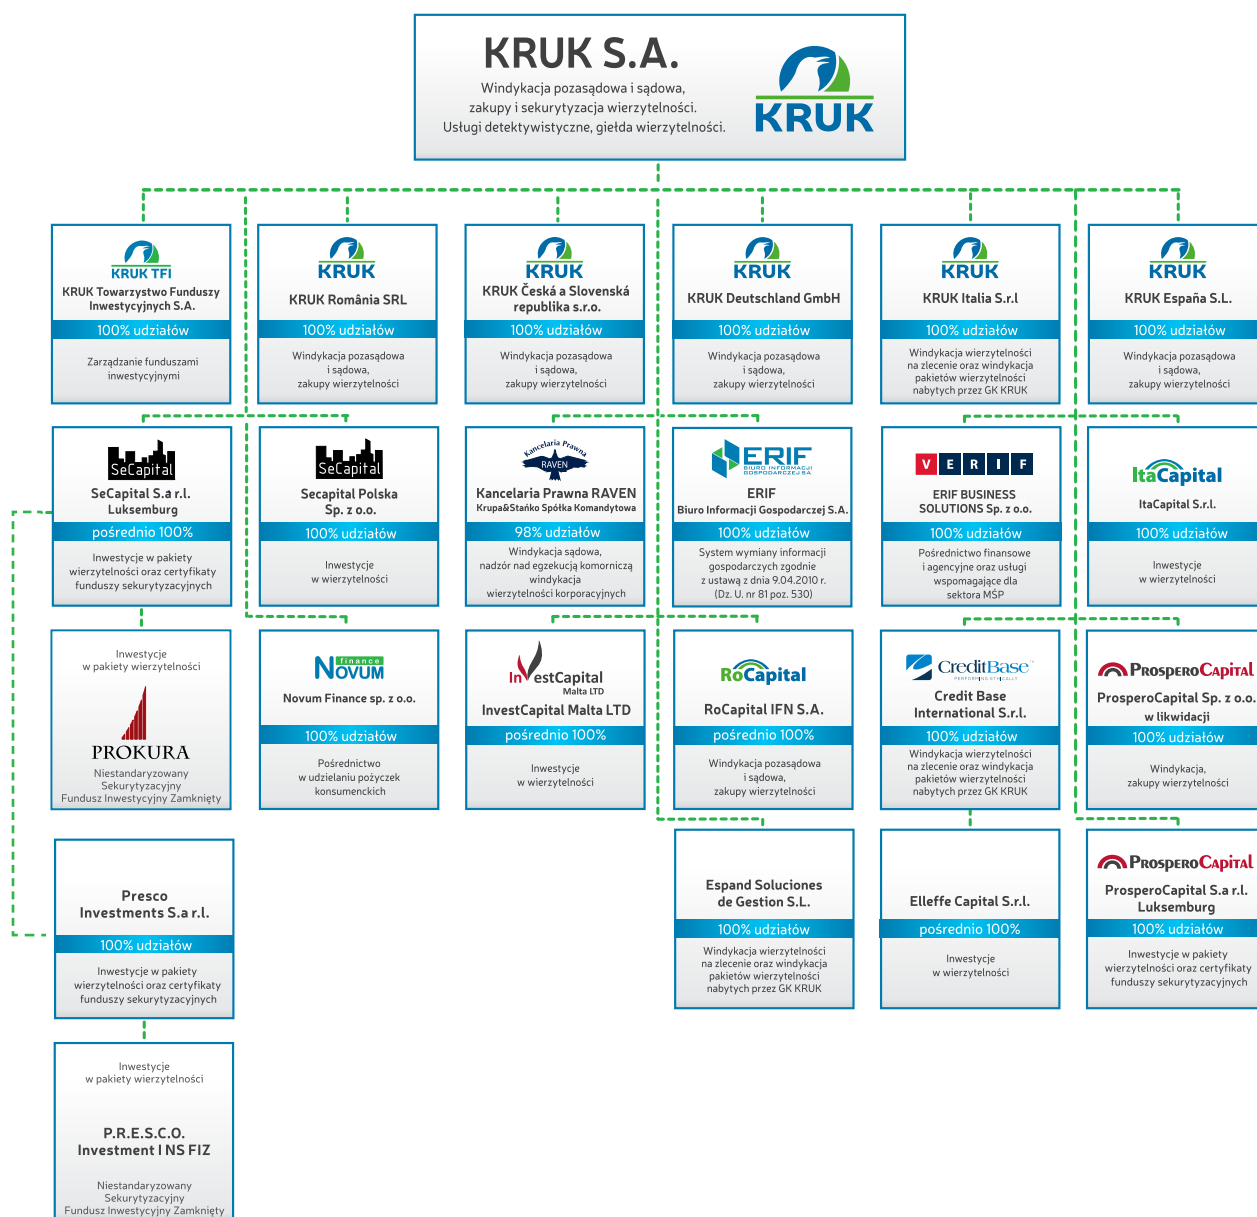 KRUK S.A.
Windykacja pozasądowa i sądowa,
zakupy i sekurytyzacja wierzytelności.
Usługi detektywistyczne, giełda wierzytelności.
KRUK
KRUK TFI
KRUK Towarzystwo Funduszy
Inwestycyjnych S.A.
100% udziałów
Zarządzanie funduszami
inwestycyjnymi
KRUK
KRUK România SRL
100% udziałów
Windykacja pozasądowa
i sądowa,
zakupy wierzytelności
KRUK
KRUK Česká a Slovenská
republika s.r.o.
100% udziałów
Windykacja pozasądowa
i sądowa,
zakupy wierzytelności
KRUK
KRUK Deutschland GmbH
100% udziałów
Windykacja pozasądowa
i sądowa,
zakupy wierzytelności
KRUK
KRUK Italia S.r.l
100% udziałów
Windykacja wierzytelności
na zlecenie oraz windykacja
pakietów wierzytelności
nabytych przez GK KRUK
KRUK
KRUK España S.L.
100% udziałów
Windykacja pozasądowa
i sądowa,
zakupy wierzytelności
SeCapital
SeCapital S.a r.l.
Luksemburg
pośrednio 100%
Inwestycje w pakiety
wierzytelności oraz certyfikaty
funduszy sekurytyzacyjnych
SeCapital
Secapital Polska
Sp. z o.o.
100% udziałów
Inwestycje
w wierzytelności
Kancelaria Prawna
RAVEN
Kancelaria Prawna RAVEN
Krupa&Stańko Spółka Komandytowa
98% udziałów
Windykacja sądowa,
nadzór nad egzekucją komorniczą
windykacja
wierzytelności korporacyjnych
ERIF
BIURO INFORMACJI
GOSPODARCZEJ SA
ERIF
Biuro Informacji Gospodarczej S.A.
100% udziałów
System wymiany informacji
gospodarczych zgodnie
z ustawą z dnia 9.04.2010 r.
(Dz. U. nr 81 poz. 530)
VERIF
ERIF BUSINESS
SOLUTIONS Sp. z o.o.
100% udziałów
Pośrednictwo finansowe
i agencyjne oraz usługi
wspomagające dla
sektora MŚP
ItaCapital
ItaCapital S.r.l.
100% udziałów
Inwestycje
w wierzytelności
Inwestycje
w pakiety wierzytelności
PROKURA
Niestandaryzowany
Sekurytyzacyjny
Fundusz Inwestycyjny Zamknięty
finance
NOVUM
Novum Finance sp. z o.o.
100% udziałów
Pośrednictwo
w udzielaniu pożyczek
konsumenckich
InVestCapital
Malta LTD
InvestCapital Malta LTD
pośrednio 100%
Inwestycje
w wierzytelności
RoCapital
RoCapital IFN S.A.
pośrednio 100%
Windykacja pozasądowa
i sądowa,
zakupy wierzytelności
CreditBase
PERFORMING ETHICALLY
Credit Base
International S.r.l.
100% udziałów
Windykacja wierzytelności
na zlecenie oraz windykacja
pakietów wierzytelności
nabytych przez GK KRUK
PROSPEROCAPITAL
ProsperoCapital Sp. z o.o.
w likwidacji
100% udziałów
Windykacja,
zakupy wierzytelności
Presco
Investments S.a r.l.
100% udziałów
Inwestycje w pakiety
wierzytelności oraz certyfikaty
funduszy sekurytyzacyjnych
Espand Soluciones
de Gestion S.L.
100% udziałów
Windykacja wierzytelności
na zlecenie oraz windykacja
pakietów wierzytelności
nabytych przez GK KRUK
Elleffe Capital S.r.l.
pośrednio 100%
Inwestycje
w wierzytelności
PROSPEROCAPITAL
ProsperoCapital S.a r.l.
Luksemburg
100% udziałów
Inwestycje w pakiety
wierzytelności oraz certyfikaty
funduszy sekurytyzacyjnych
Inwestycje
w pakiety wierzytelności
P.R.E.S.C.O.
Investment I NS FIZ
Niestandaryzowany
Sekurytyzacyjny
Fundusz Inwestycyjny Zamknięty